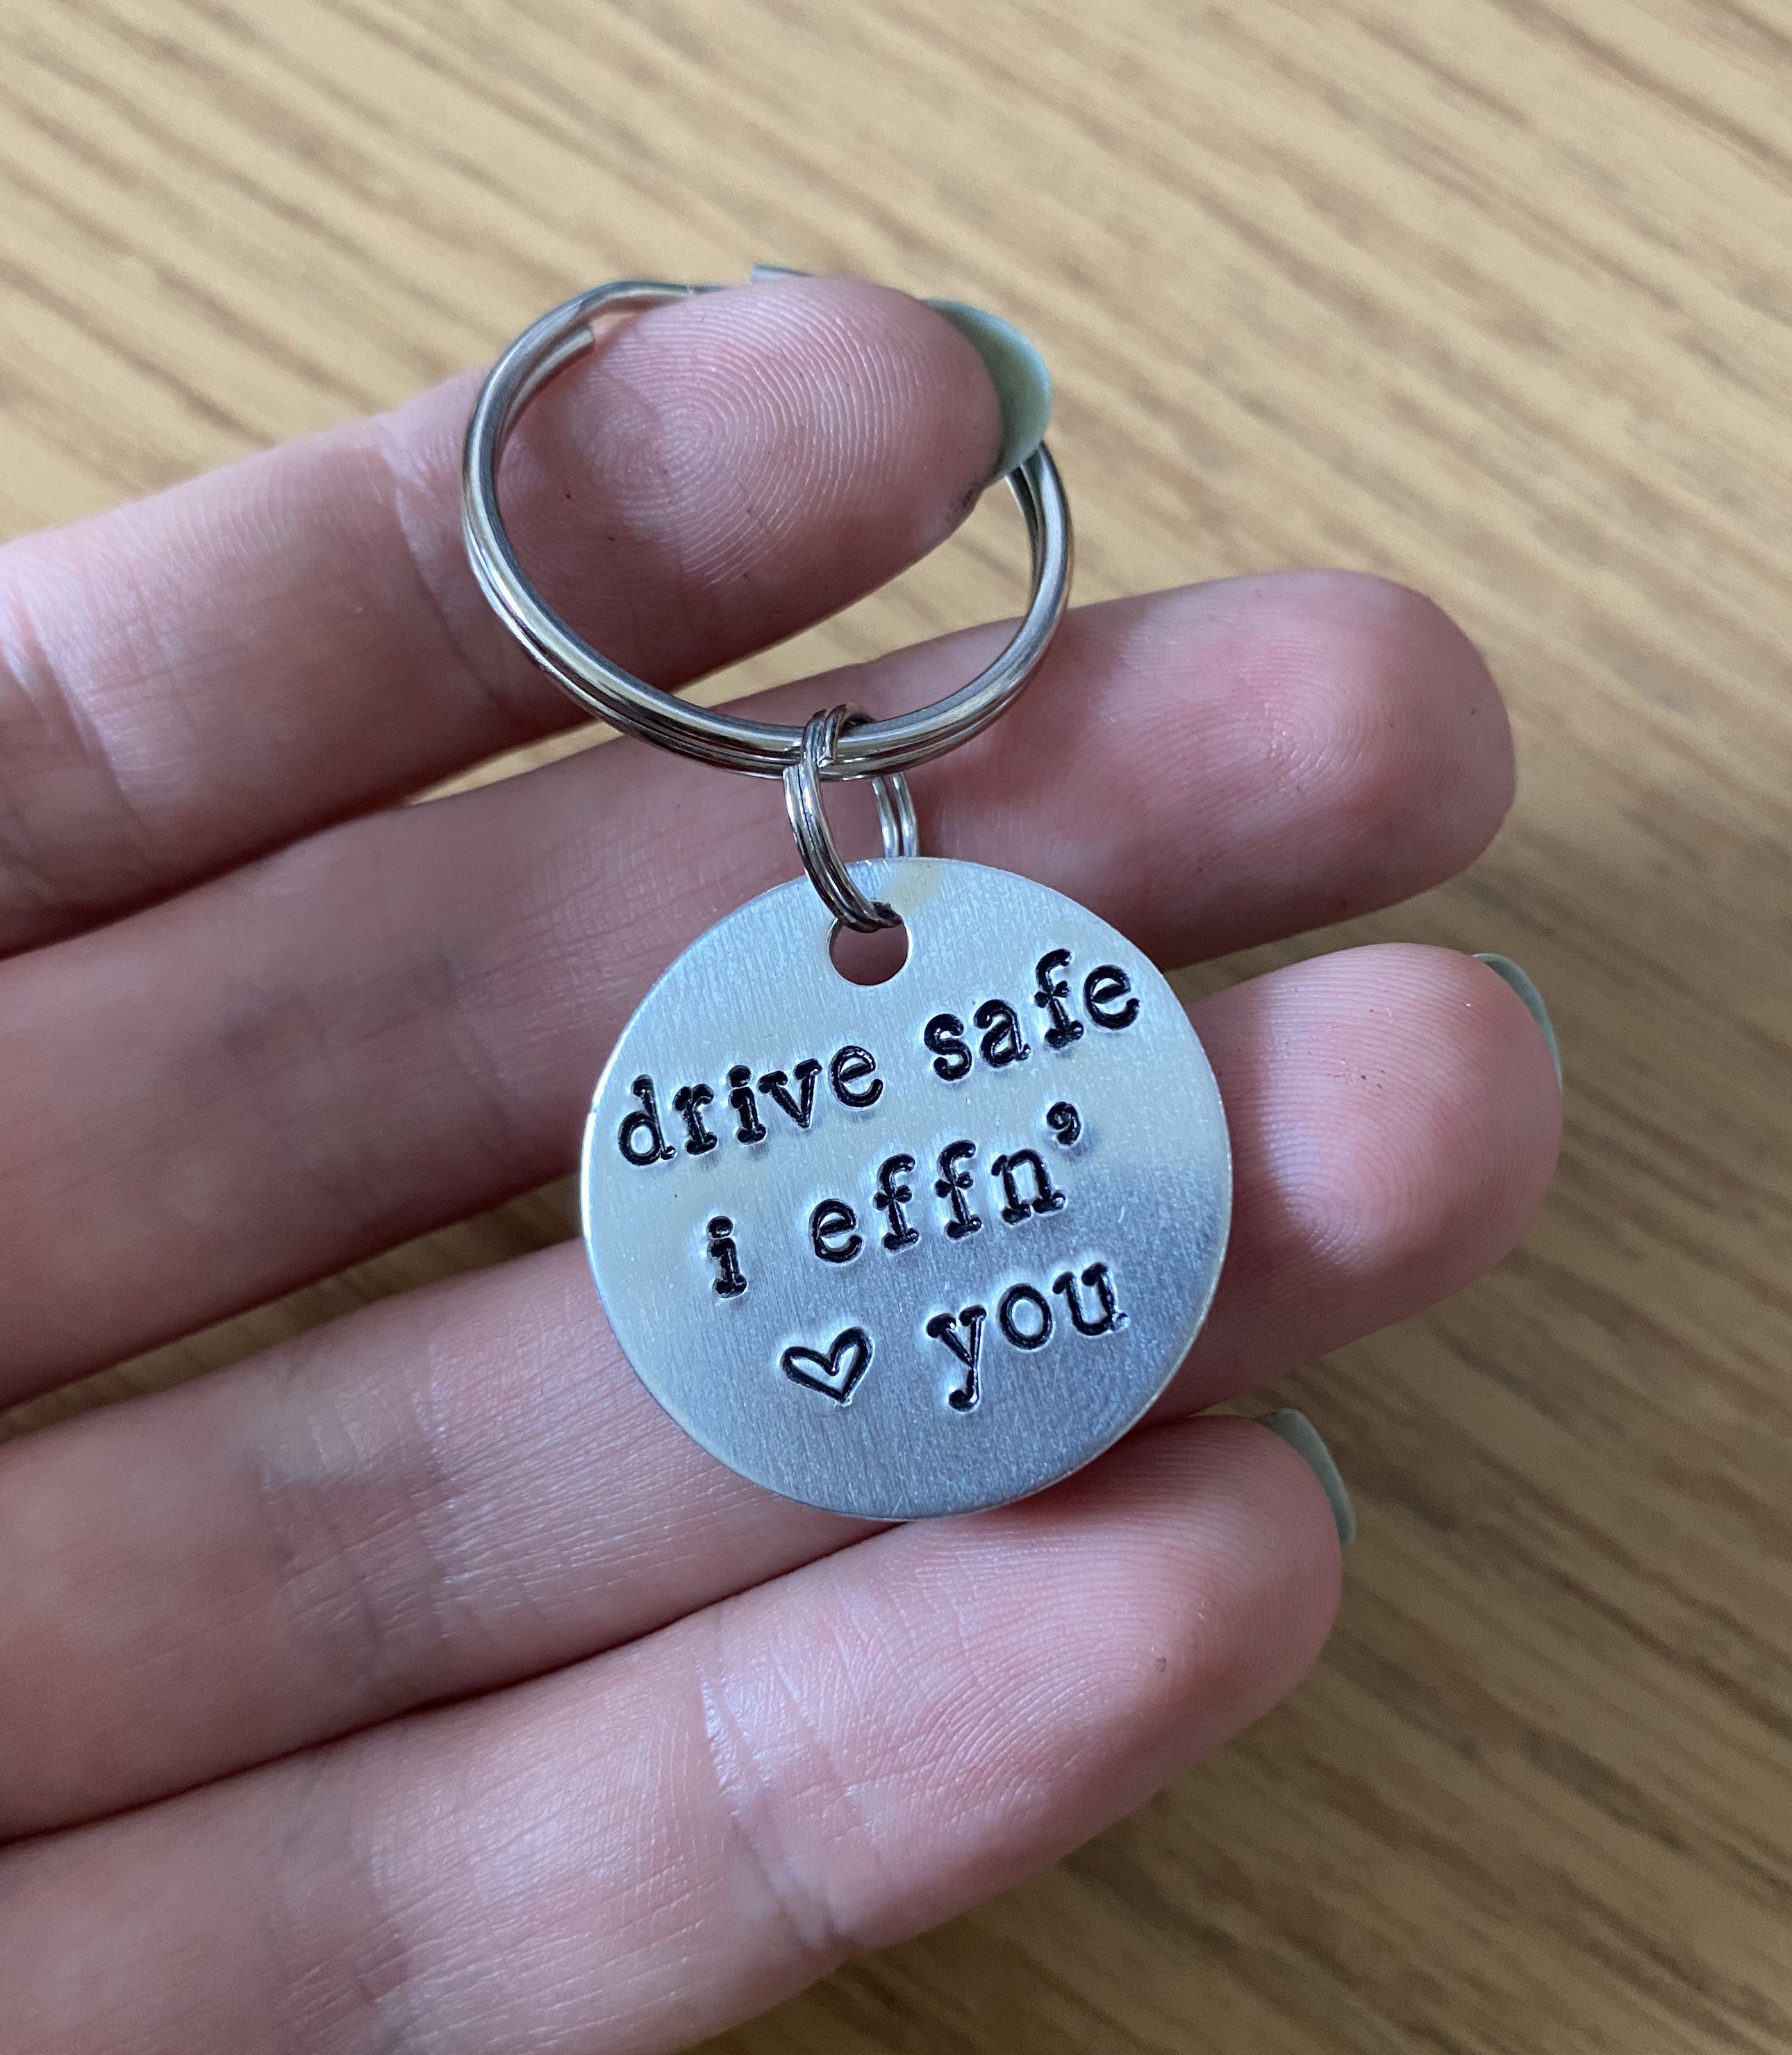 drive safe
i effn’
♡ you